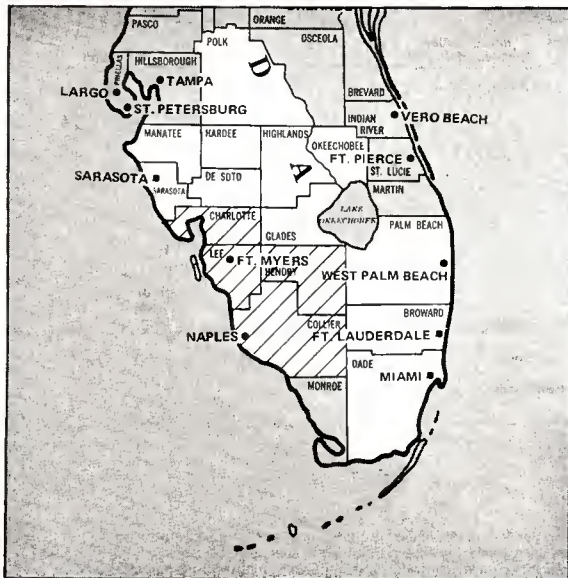 ORANGE
PASCO
OSCEOLA
POLK
HILLSBOROUGH
D
PINELLAS
TAMPA
LARGO
BREVARD
ST. PETERSBURG
VERO BEACH
INDIAN
RIVER
MANATEE
HARDEE
HIGHLANDS
OKEECHOBEE
FT. PIERCE
A
ST. LUCIE
DE SOTO
SARASOTA
SARASOTA
MARTIN
LAKE
OKEECHOBEE
CHARLOTTE
PALM BEACH
GLADES
LEE
FT. MYERS
HENDRY
WEST PALM BEACH
BROWARD
COLLIER
NAPLES
FT. LAUDERDALE
DADE
MONROE
MIAMI